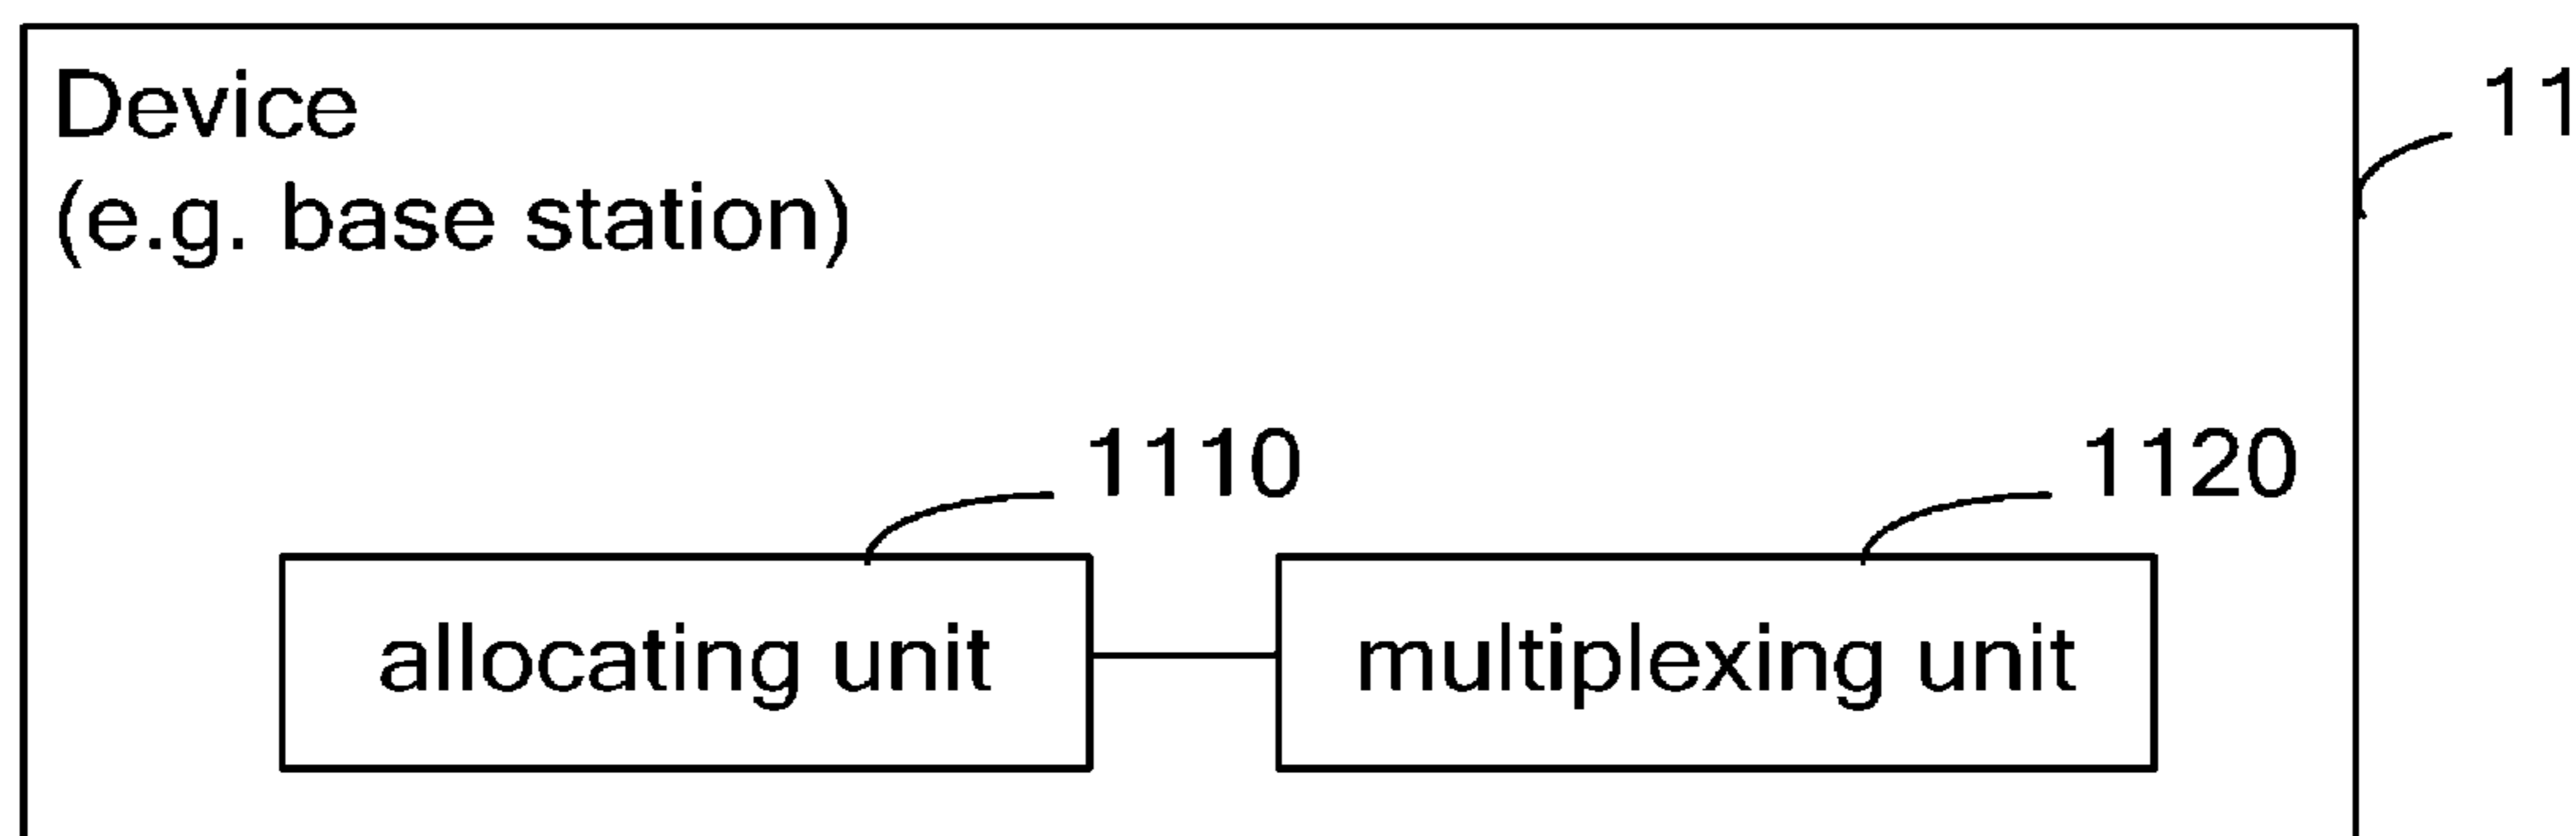 Device
11
(e.g. base station)
1110
1120
allocating unit
multiplexing unit